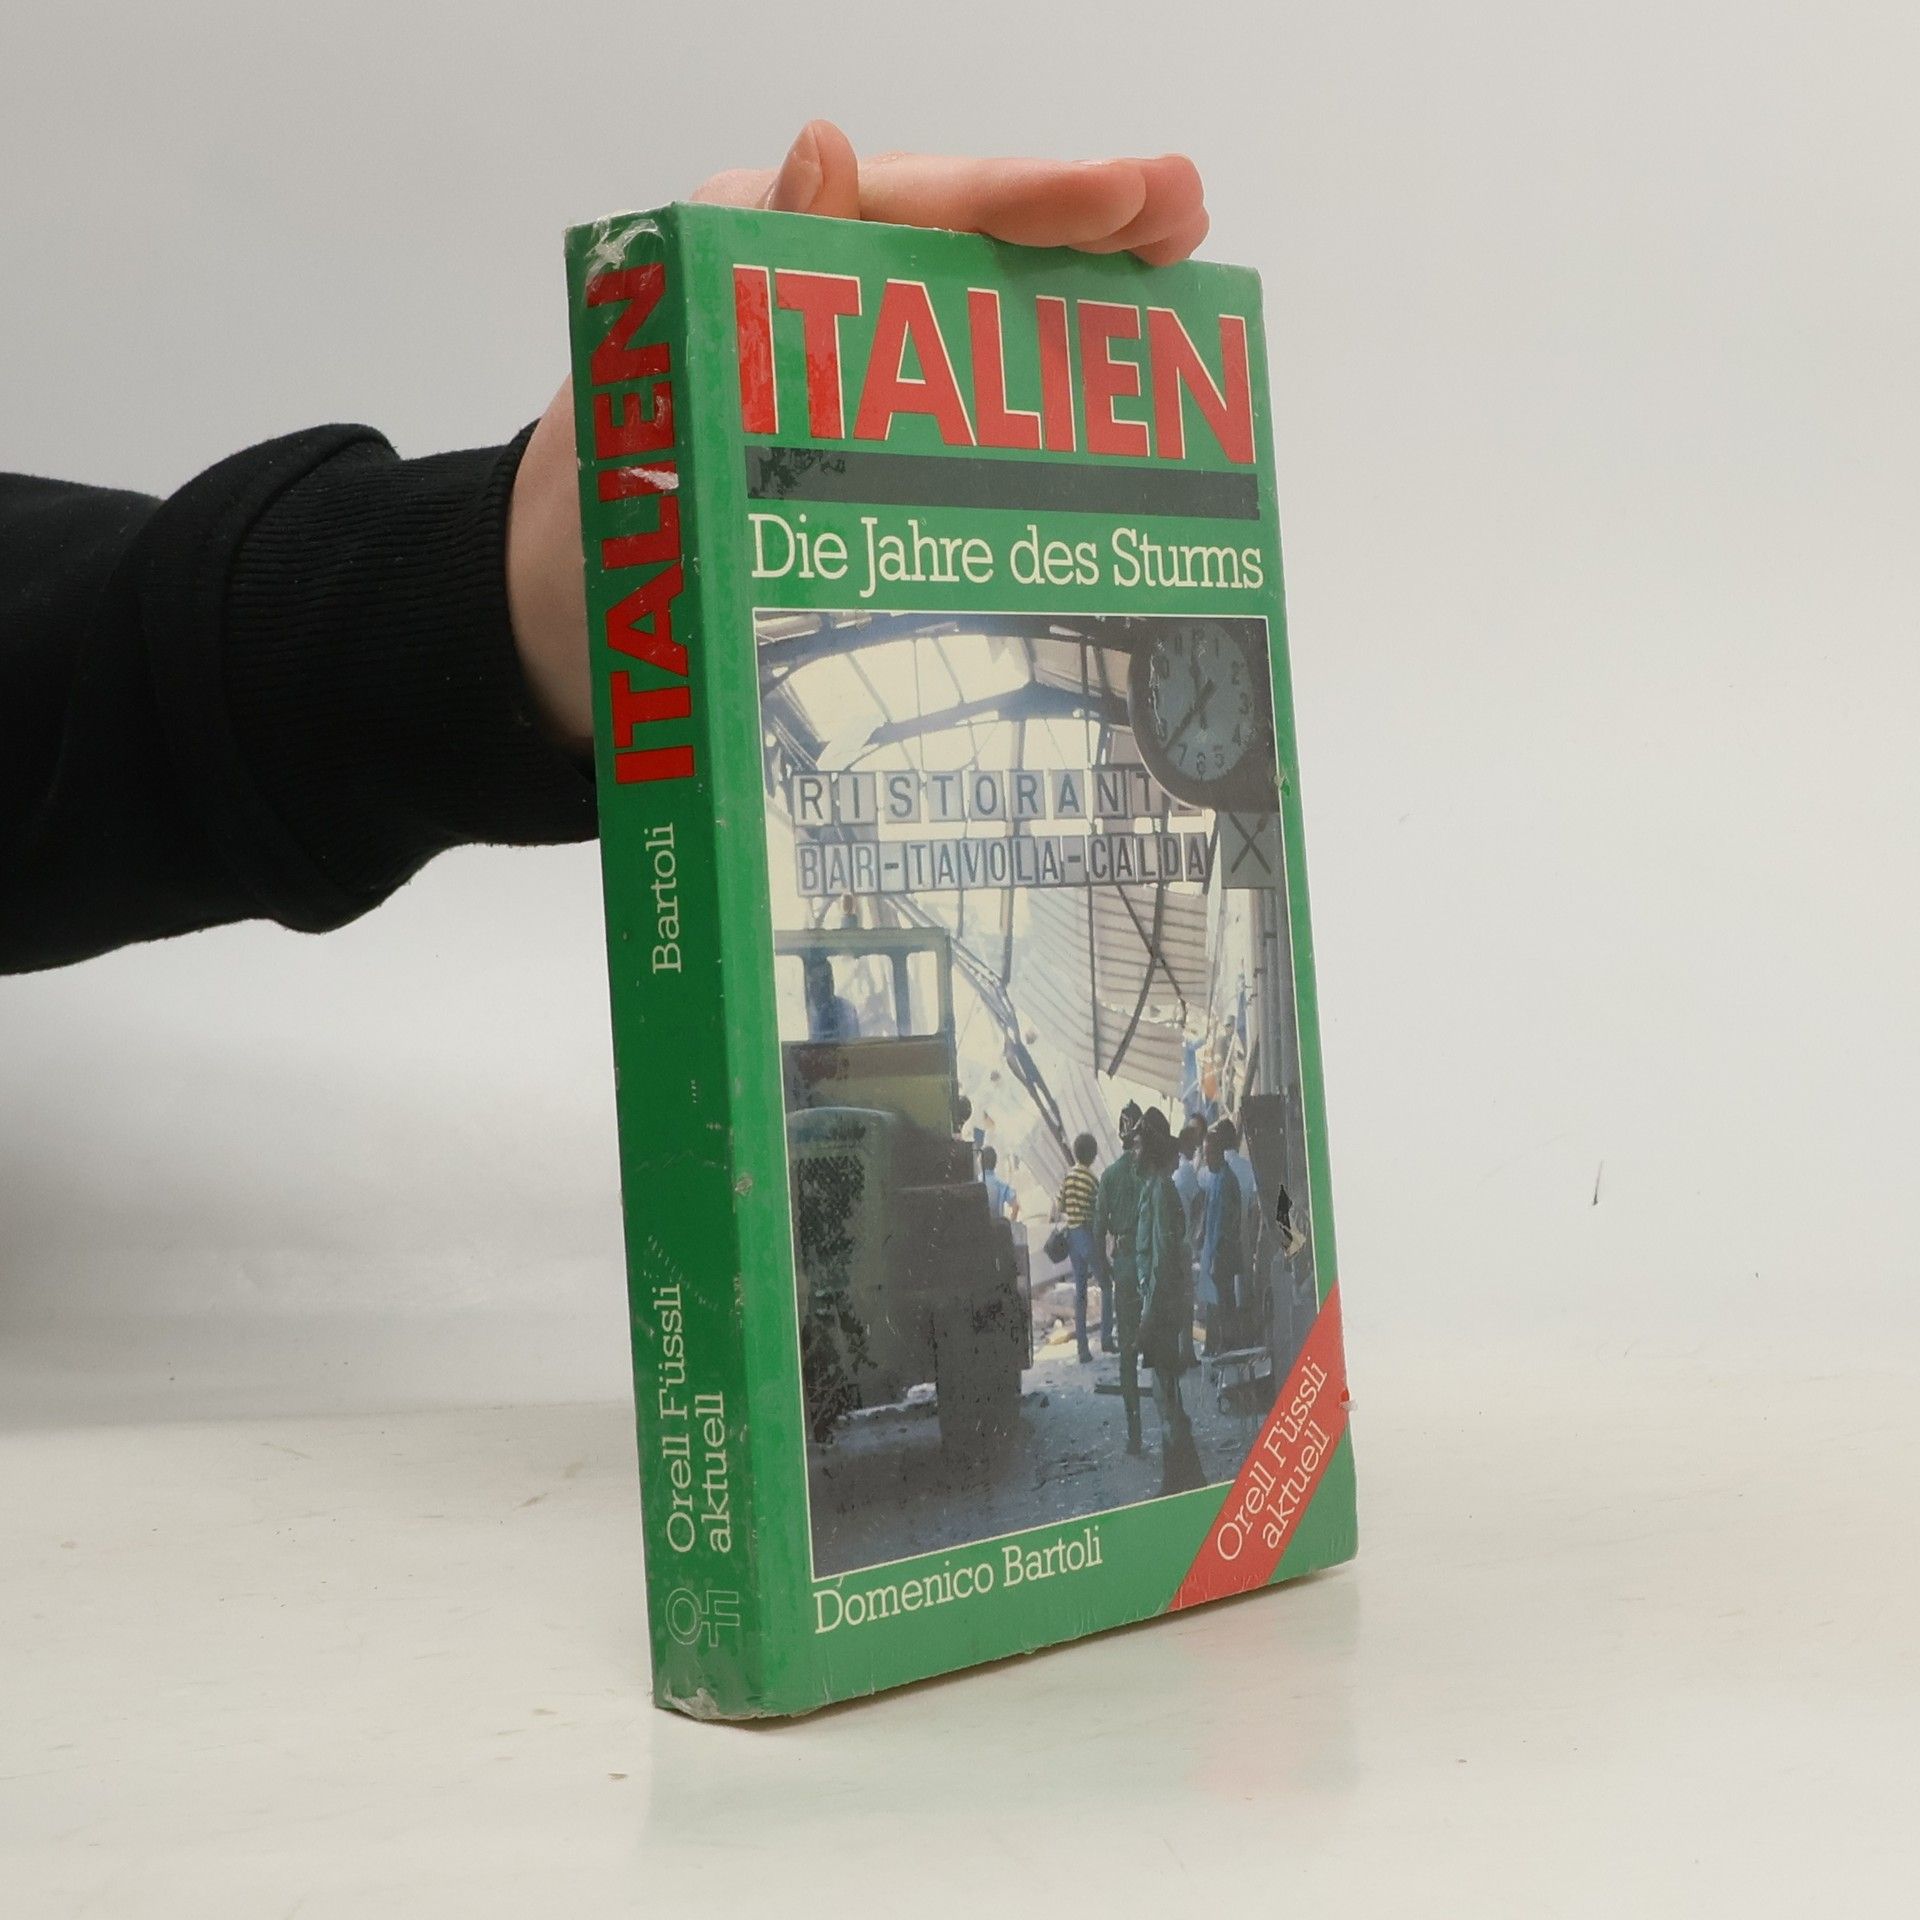 ITALIEN
Bartoli
Orell Füssli
aktuell
ITALIEN
Die Jahre des Sturms
RISTORANTE
BAR-TAVOLA-CALDA
Domenico Bartoli
Orell Füssli
aktuell